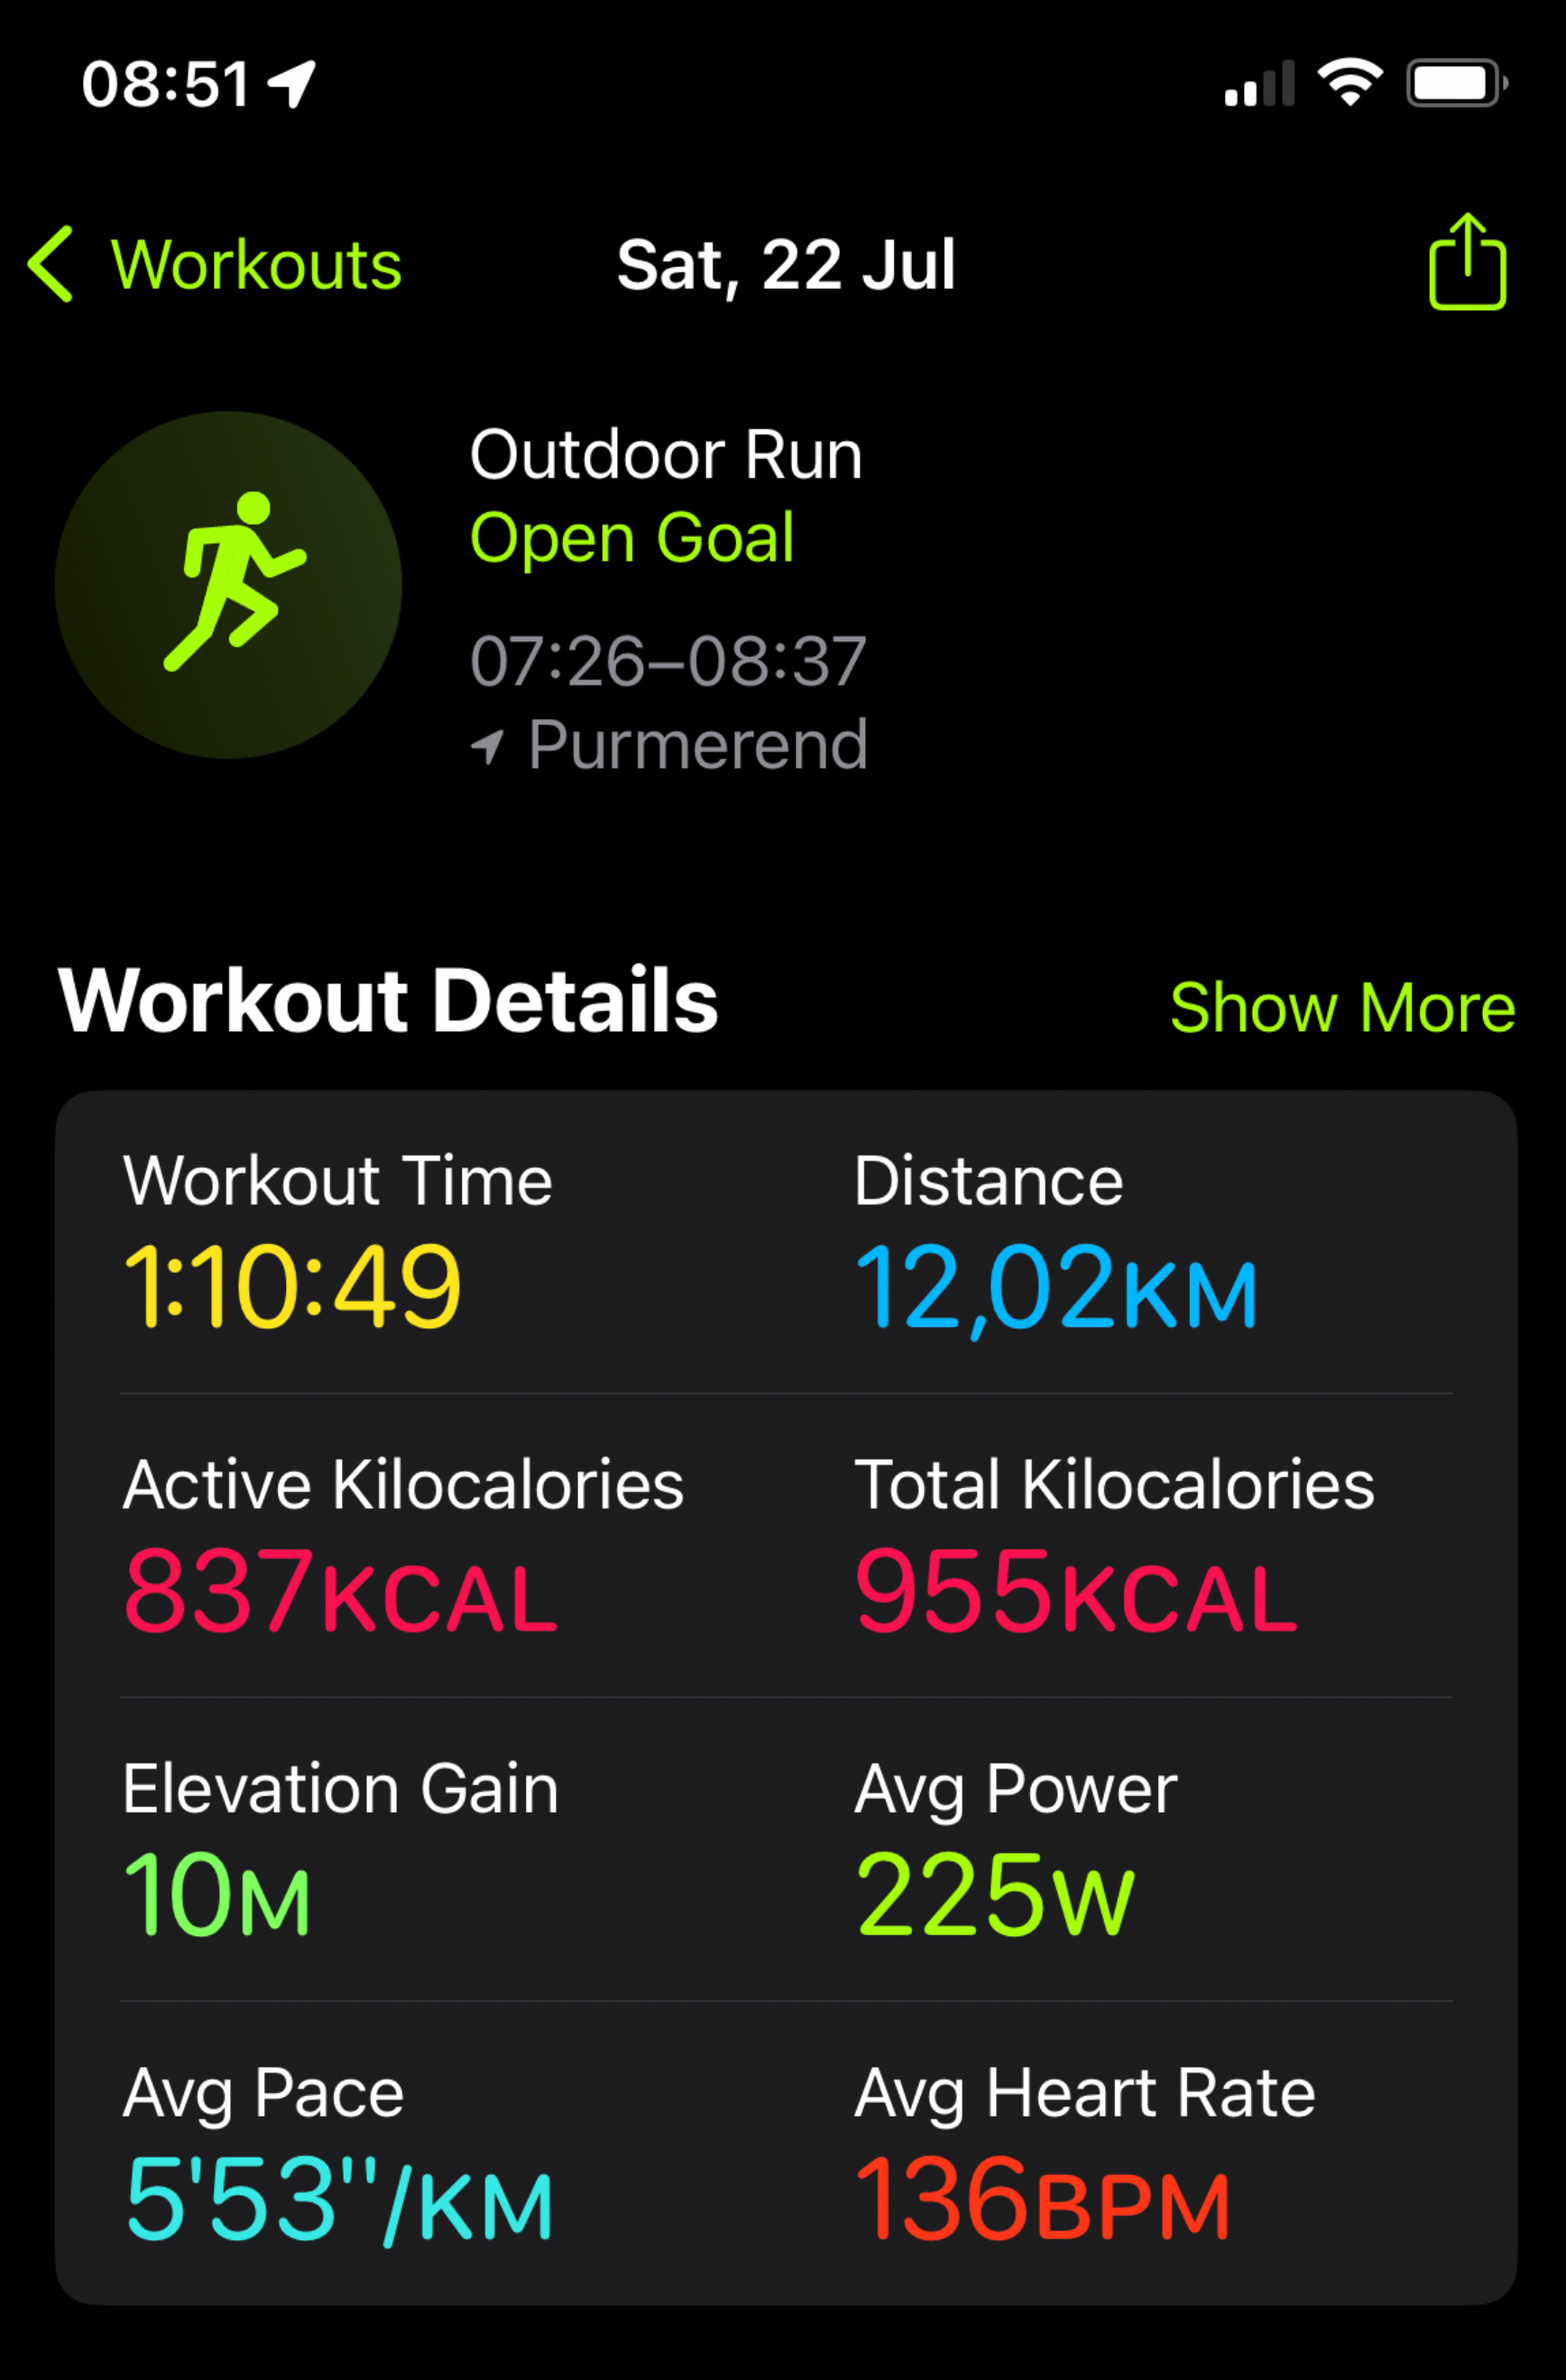 08:51
Workouts
Sat, 22 Jul
Outdoor Run
Open Goal
07:26–08:37
Purmerend
Workout Details
Show More
Workout Time
Distance
1:10:49
12,02KM
Active Kilocalories
Total Kilocalories
837KCAL
955KCAL
Elevation Gain
Avg Power
10M
225W
Avg Pace
Avg Heart Rate
5'53"/KM
136BPM